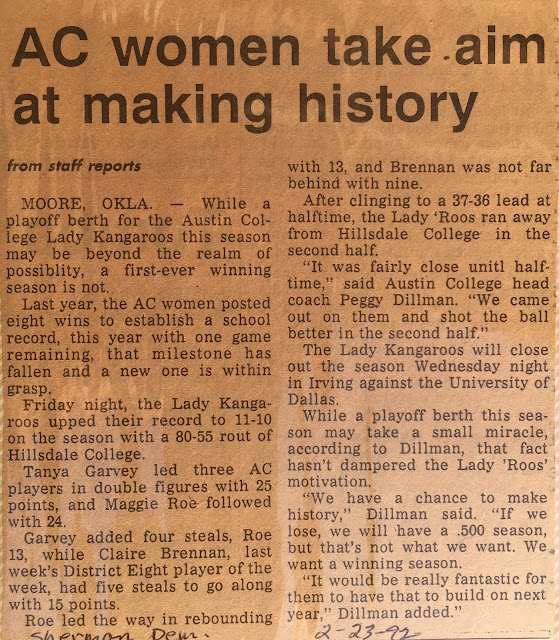 AC women take aim
at making history
from staff reports
MOORE, OKLA. — While a
playoff berth for the Austin Col-
lege Lady Kangaroos this season
may be beyond the realm of
possiblity, a first-ever winning
season is not.
Last year, the AC women posted
eight wins to establish a school
record, this year with one game
remaining, that milestone has
fallen and a new one is within
grasp.
Friday night, the Lady Kanga-
roos upped their record to 11-10
on the season with a 80-55 rout of
Hillsdale College.
Tanya Garvey led three AC
players in double figures with 25
points, and Maggie Roe followed
with 24.
Garvey added four steals, Roe
13, while Claire Brennan, last
week's District Eight player of the
week, had five steals to go along
with 15 points.
Roe led the way in rebounding
with 13, and Brennan was not far
behind with nine.
After clinging to a 37-36 lead at
halftime, the Lady 'Roos ran away
from Hillsdale College in the
second half.
"It was fairly close unitl half-
time," said Austin College head
coach Peggy Dillman. "We came
out on them and shot the ball
better in the second half."
The Lady Kangaroos will close
out the season Wednesday night
in Irving against the University of
Dallas.
While a playoff berth this sea-
son may take a small miracle,
according to Dillman, that fact
hasn't dampered the Lady 'Roos'
motivation.
"We have a chance to make
history," Dillman said. "If we
lose, we will have a .500 season,
but that's not what we want. We
want a winning season.
"It would be really fantastic for
them to have that to build on next
year," Dillman added."
Sherman Dem. 2-23-92